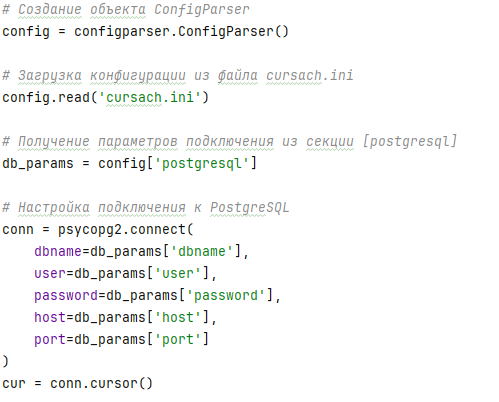 # Создание объекта ConfigParser
config = configparser.ConfigParser()
# Загрузка конфигурации из файла cursach.ini
config.read('cursach.ini')
# Получение параметров подключения из секции [postgresql]
db_params = config['postgresql']
# Настройка подключения к PostgreSQL
conn = psycopg2.connect(
    dbname=db_params['dbname'],
    user=db_params['user'],
    password=db_params['password'],
    host=db_params['host'],
    port=db_params['port']
)
cur = conn.cursor()